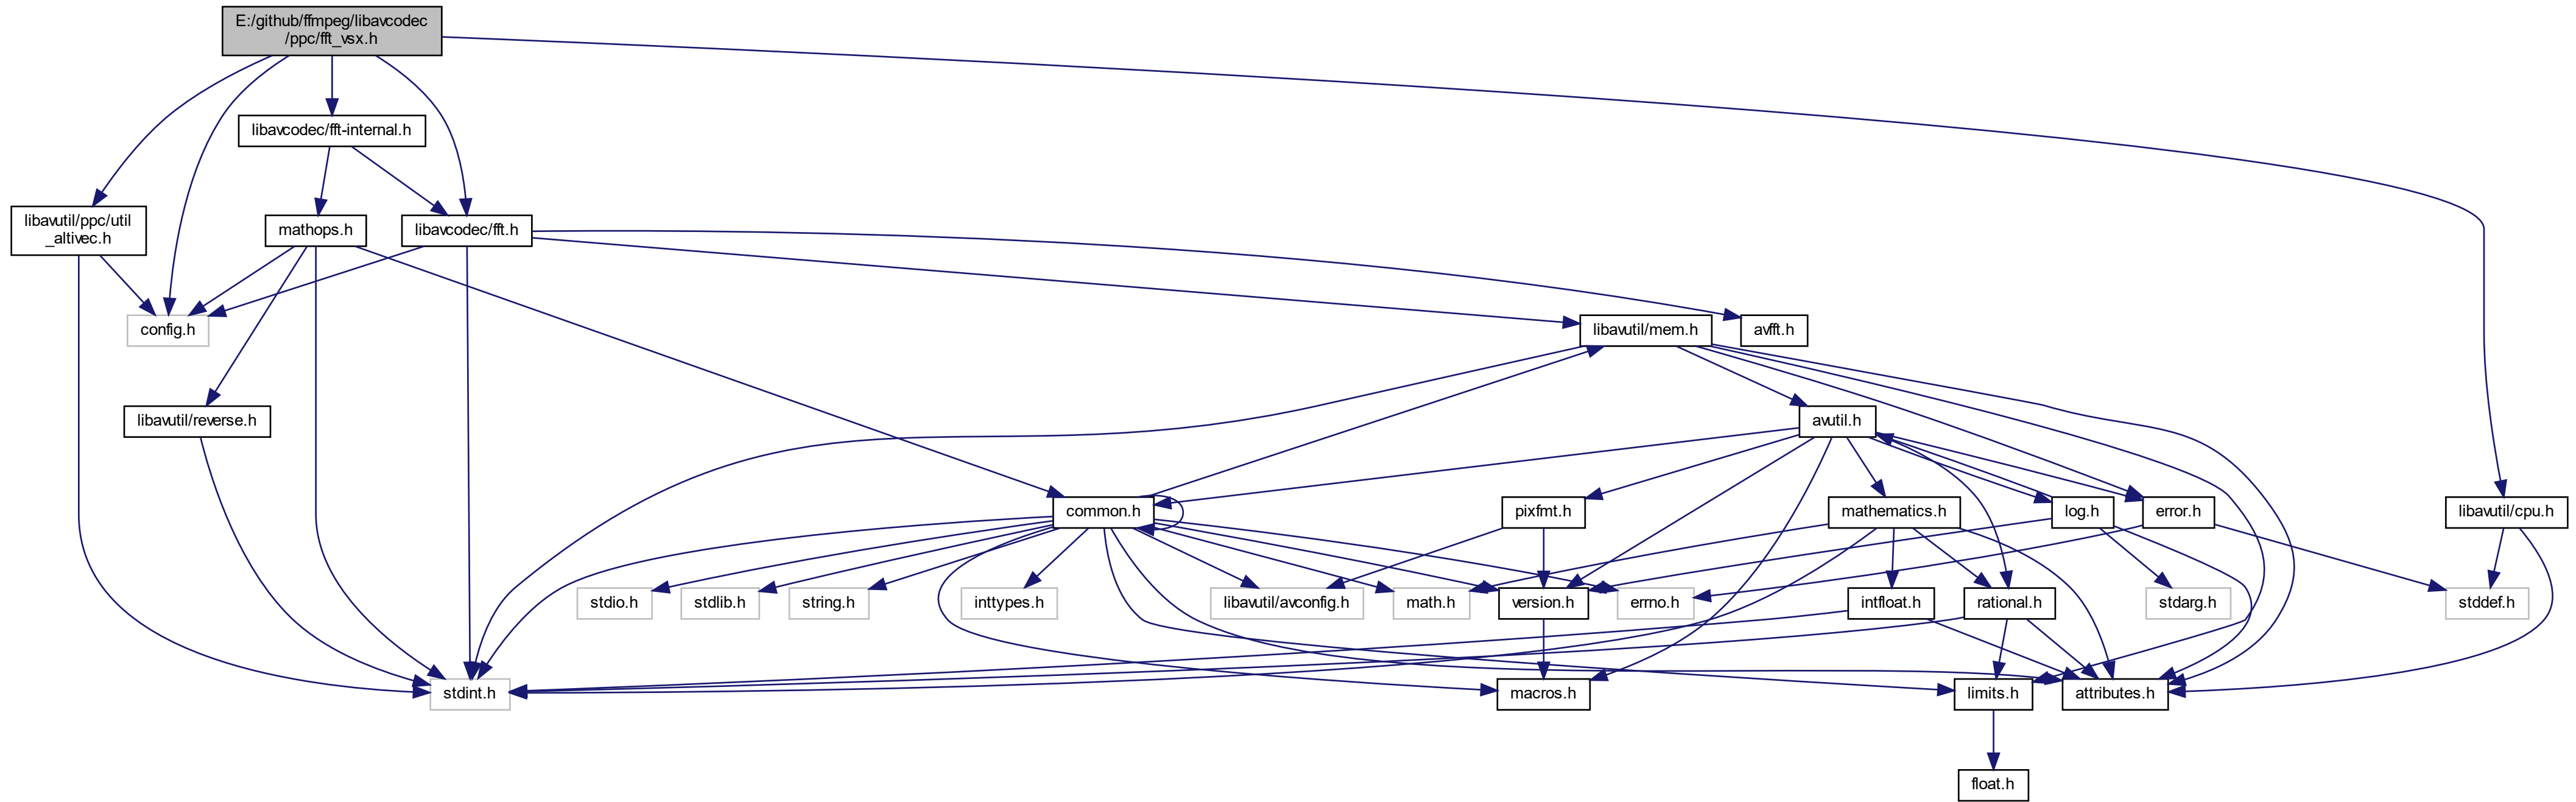 E:/github/ffmpeg/libavcodec
/ppc/fft_vsx.h
libavcodec/fft-internal.h
libavutil/ppc/util
_altivec.h
mathops.h
libavcodec/fft.h
config.h
libavutil/mem.h
avfft.h
libavutil/reverse.h
avutil.h
common.h
pixfmt.h
mathematics.h
log.h
error.h
libavutil/cpu.h
stdio.h
stdlib.h
string.h
inttypes.h
libavutil/avconfig.h
math.h
version.h
errno.h
intfloat.h
rational.h
stdarg.h
stddef.h
stdint.h
macros.h
limits.h
attributes.h
float.h